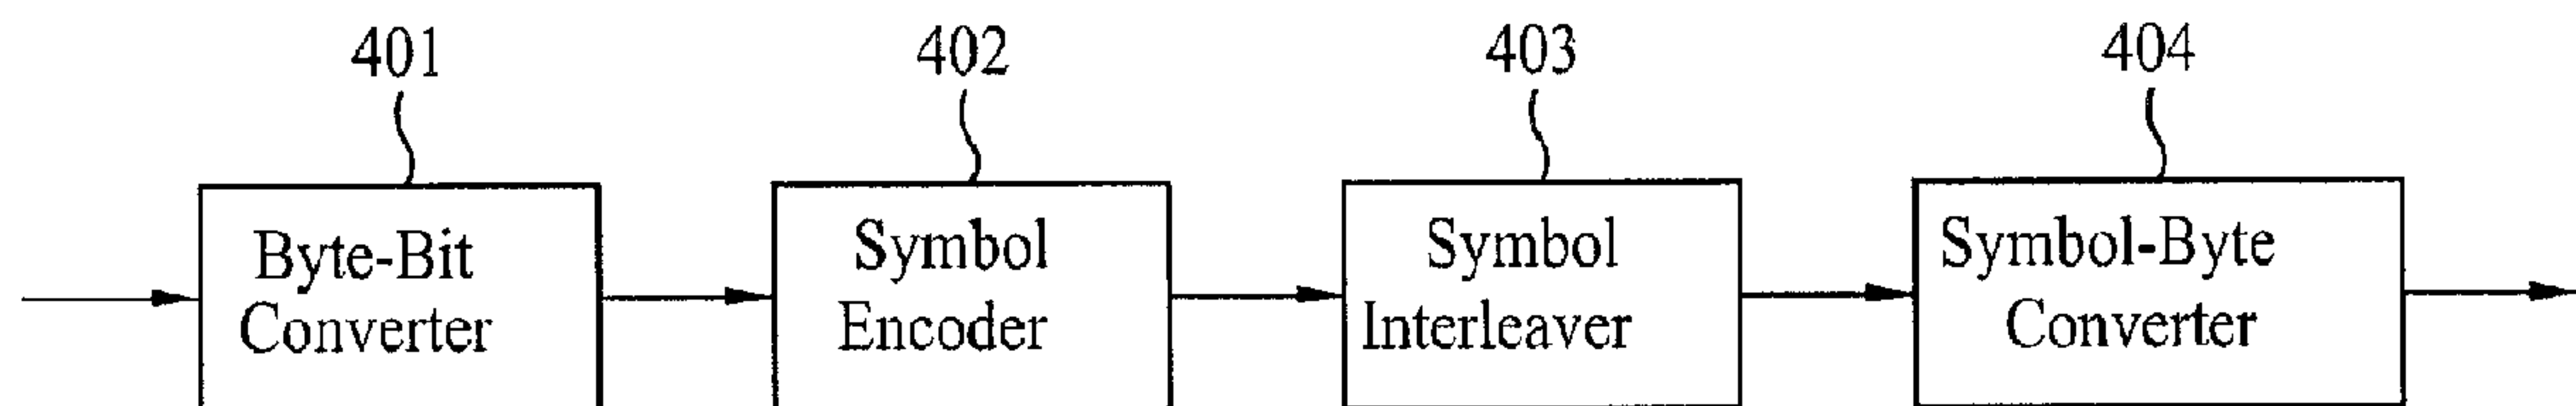 401
402
403
404
Byte-Bit
Converter
Symbol
Encoder
Symbol
Interleaver
Symbol-Byte
Converter